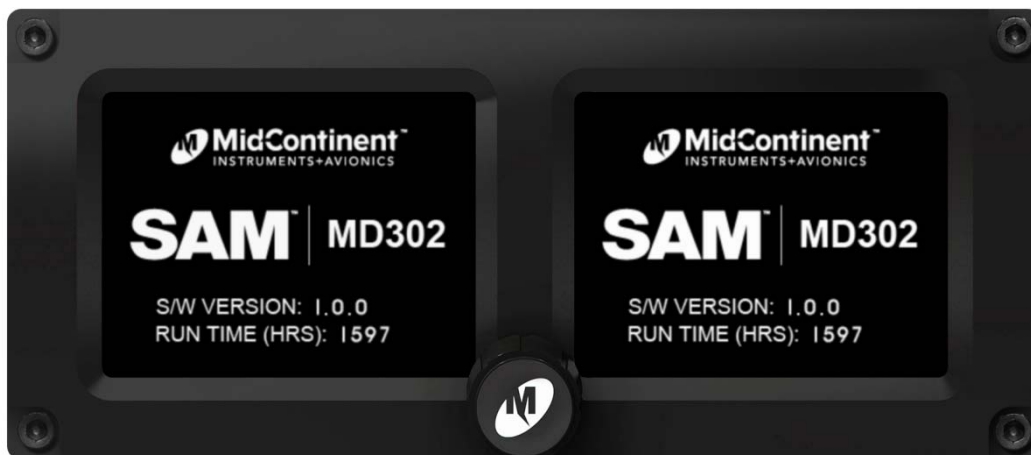 MidContinent™
INSTRUMENTS+AVIONICS
SAM™ | MD302
S/W VERSION: 1.0.0
RUN TIME (HRS): 1597
MidContinent™
INSTRUMENTS+AVIONICS
SAM™ | MD302
S/W VERSION: 1.0.0
RUN TIME (HRS): 1597
M